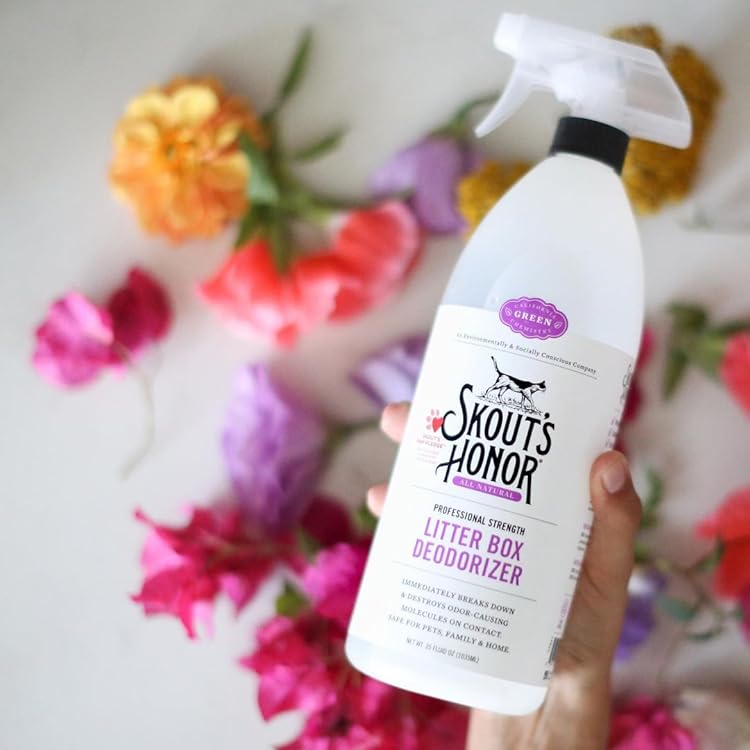 CALIFORNIA
GREEN
CHEMISTRY
An Environmentally & Socially Conscious Company
SKOUT'S
HONOR
ALL NATURAL
PROFESSIONAL STRENGTH
LITTER BOX
DEODORIZER
IMMEDIATELY BREAKS DOWN
& DESTROYS ODOR-CAUSING
MOLECULES ON CONTACT.
SAFE FOR PETS, FAMILY & HOME.
NET WT. 35 FLUID OZ (1035ML)